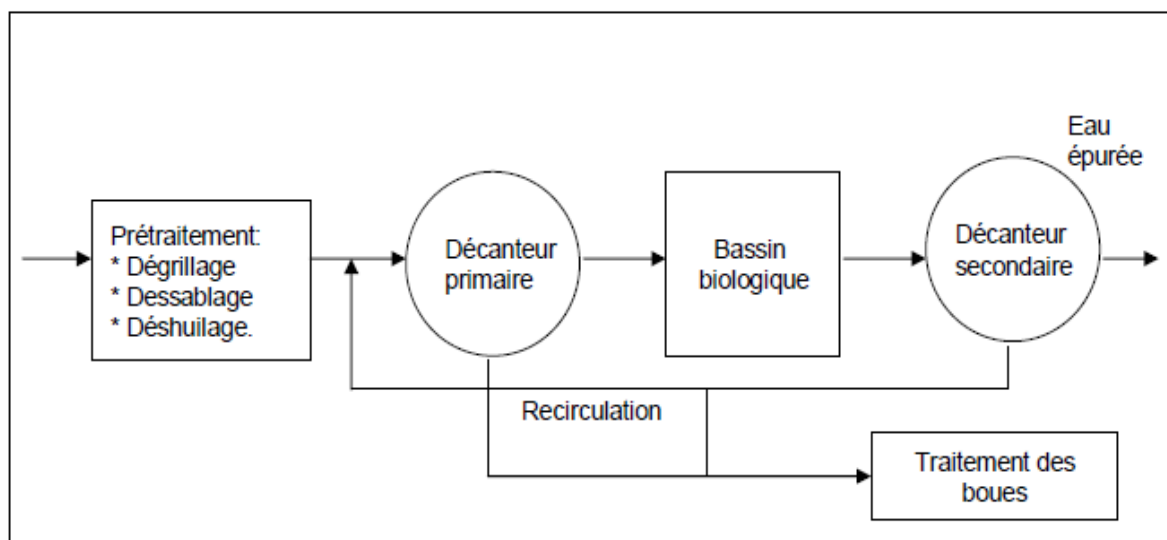 Prétraitement:
* Dégrillage
* Dessablage
* Déshuilage.
Décanteur
primaire
Bassin
biologique
Décanteur
secondaire
Eau
épurée
Recirculation
Traitement des
boues